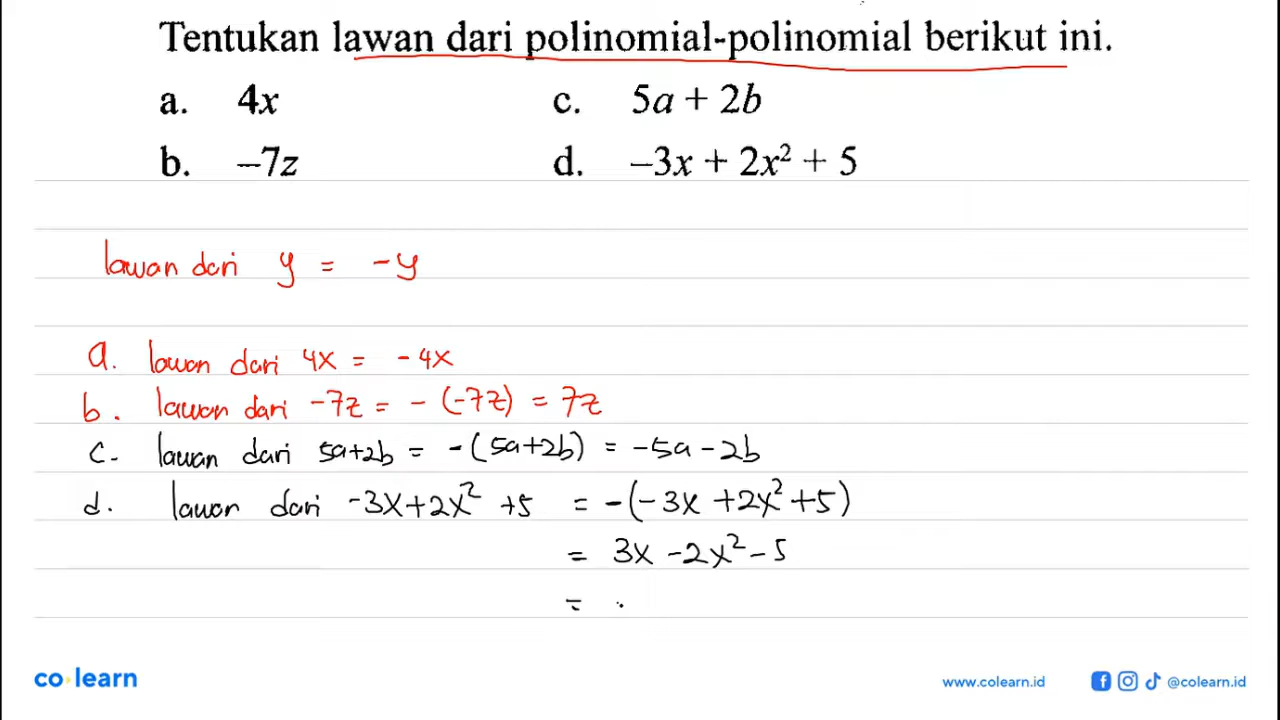 Tentukan lawan dari polinomial-polinomial berikut ini.
a. 4x c. 5a + 2b
b. –7z d. –3x + 2x² + 5
lawan dari y = -y
a. lawan dari 4x = -4x
b. lawan dari -7z = -(-7z) = 7z
c. lawan dari 5a+2b = -(5a+2b) = -5a-2b
d. lawan dari -3x+2x² +5 = -(-3x+2x²+5)
= 3x-2x²-5
=
co learn
www.colearn.id @colearn.id